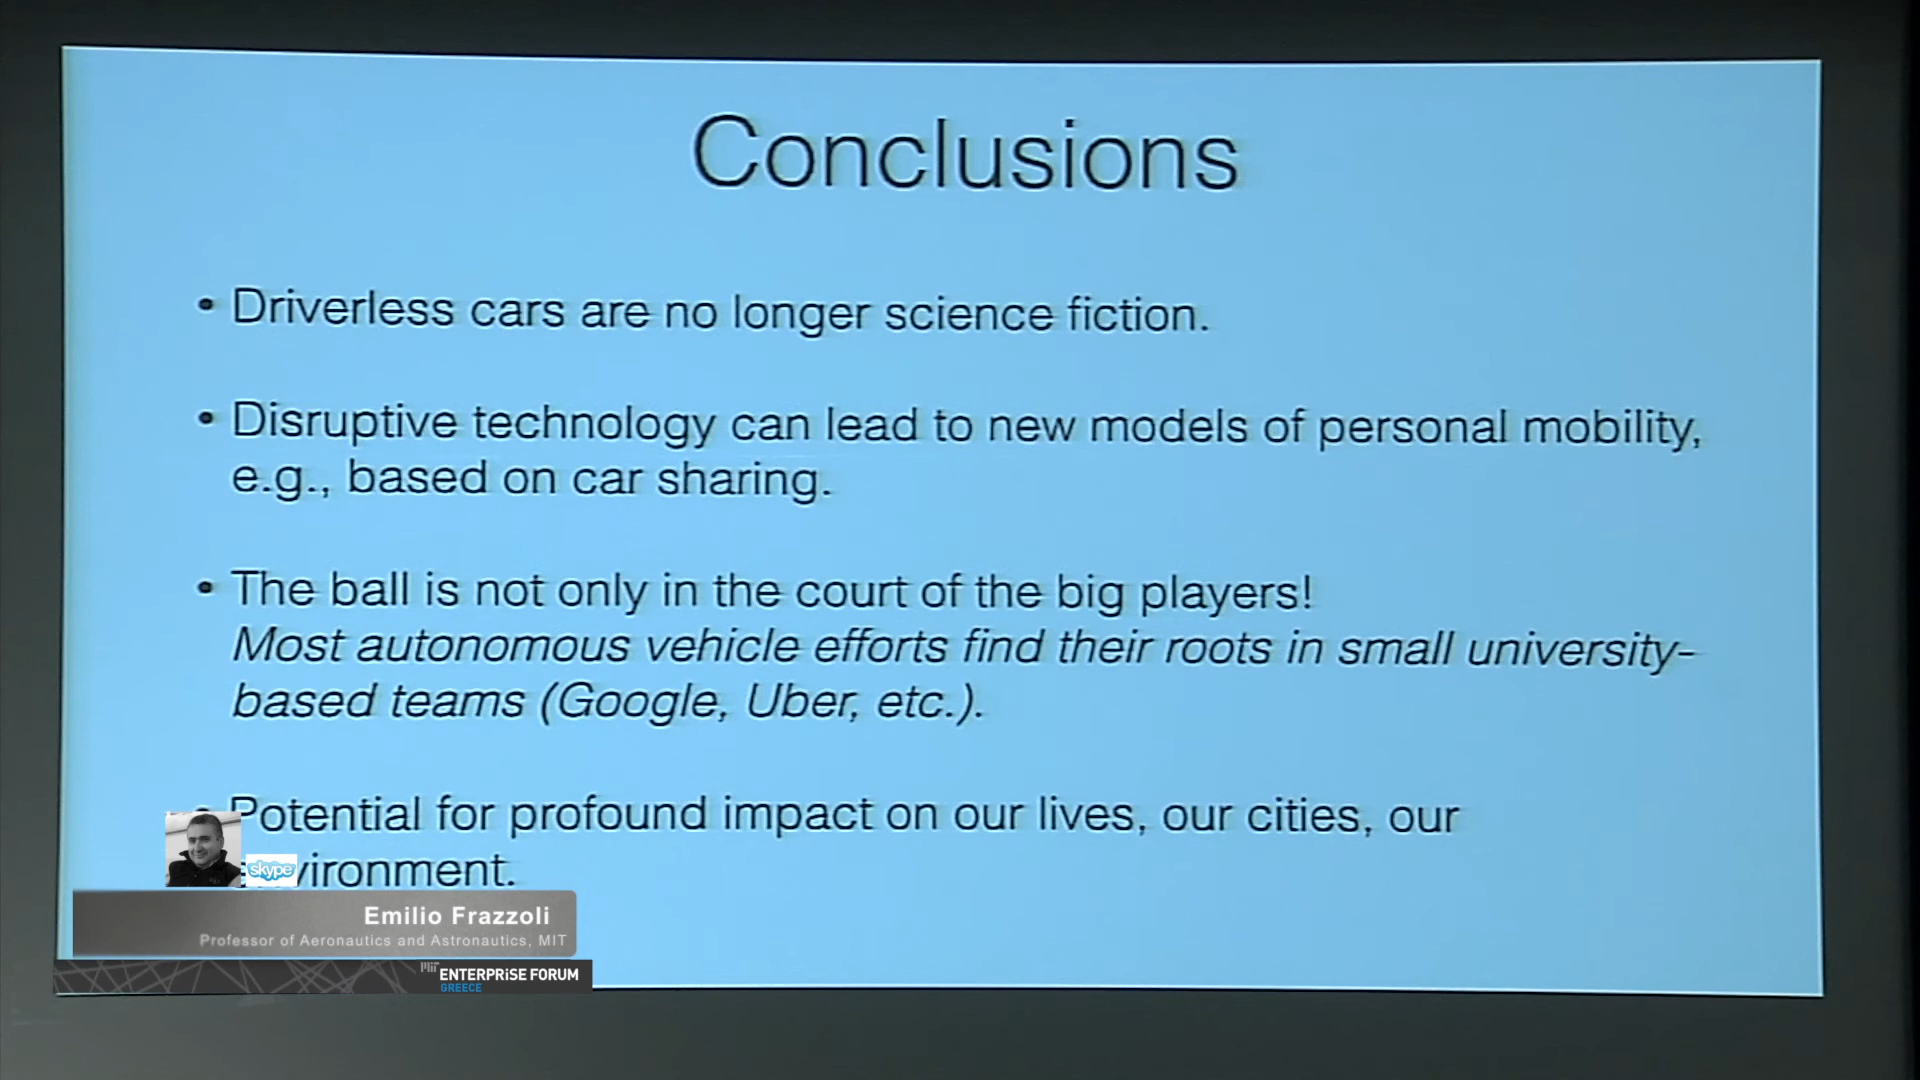 Conclusions
• Driverless cars are no longer science fiction.
• Disruptive technology can lead to new models of personal mobility,
e.g., based on car sharing.
• The ball is not only in the court of the big players!
Most autonomous vehicle efforts find their roots in small university-
based teams (Google, Uber, etc.).
• Potential for profound impact on our lives, our cities, our
vironment.
skype
Emilio Frazzoli
Professor of Aeronautics and Astronautics, MIT
MIT ENTERPRiSE FORUM
GREECE